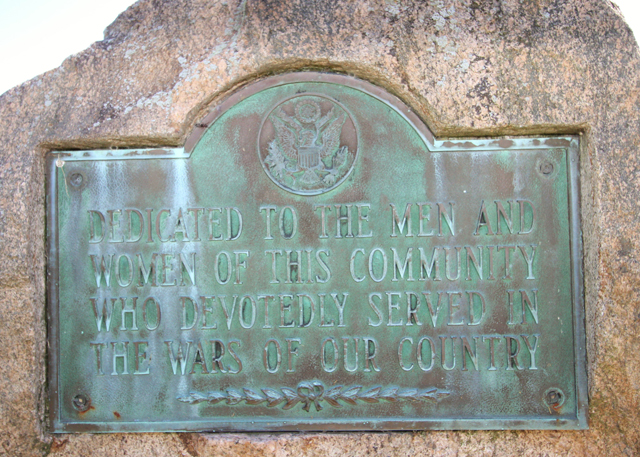 DEDICATED TO THE MEN AND
WOMEN OF THIS COMMUNITY
WHO DEVOTEDLY SERVED IN
THE WARS OF OUR COUNTRY